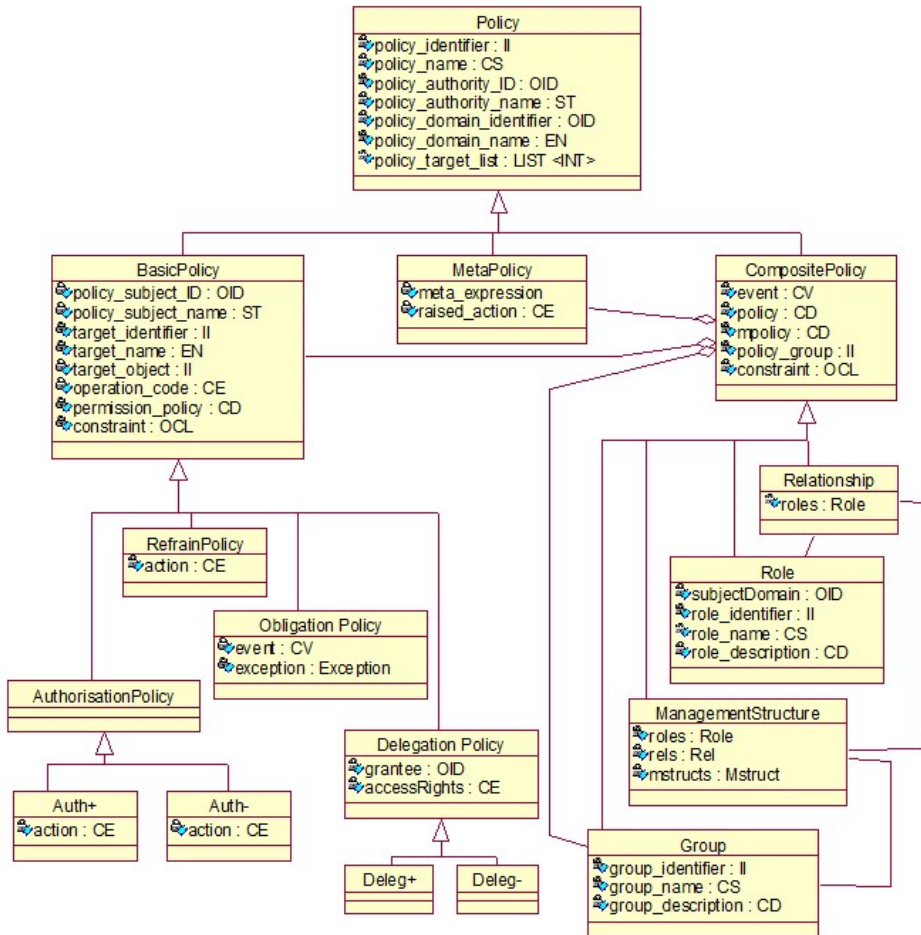 Policy
policy_identifier : II
policy_name : CS
policy_authority_ID : OID
policy_authority_name : ST
policy_domain_identifier : OID
policy_domain_name : EN
policy_target_list : LIST <INT>
BasicPolicy
policy_subject_ID : OID
policy_subject_name : ST
target_identifier : II
target_name : EN
target_object : II
operation_code : CE
permission_policy : CD
constraint : OCL
MetaPolicy
meta_expression
raised_action : CE
CompositePolicy
event : CV
policy : CD
mpolicy : CD
policy_group : II
constraint : OCL
Relationship
roles : Role
RefrainPolicy
action : CE
Role
subjectDomain : OID
role_identifier : II
role_name : CS
role_description : CD
Obligation Policy
event : CV
exception : Exception
AuthorisationPolicy
ManagementStructure
roles : Role
rels : Rel
mstructs : Mstruct
Delegation Policy
grantee : OID
accessRights : CE
Auth+
action : CE
Auth-
action : CE
Group
group_identifier : II
group_name : CS
group_description : CD
Deleg+
Deleg-